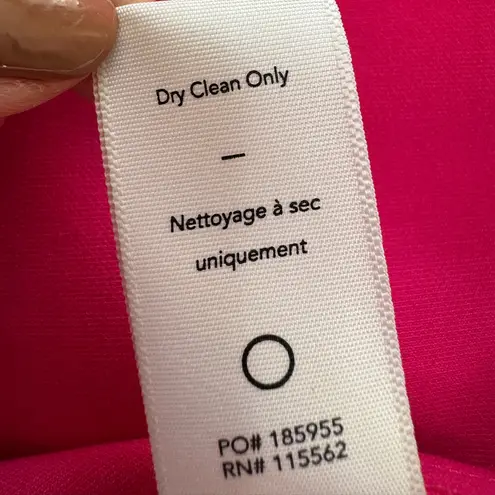 Dry Clean Only
—
Nettoyage à sec
uniquement
PO# 185955
RN# 115562